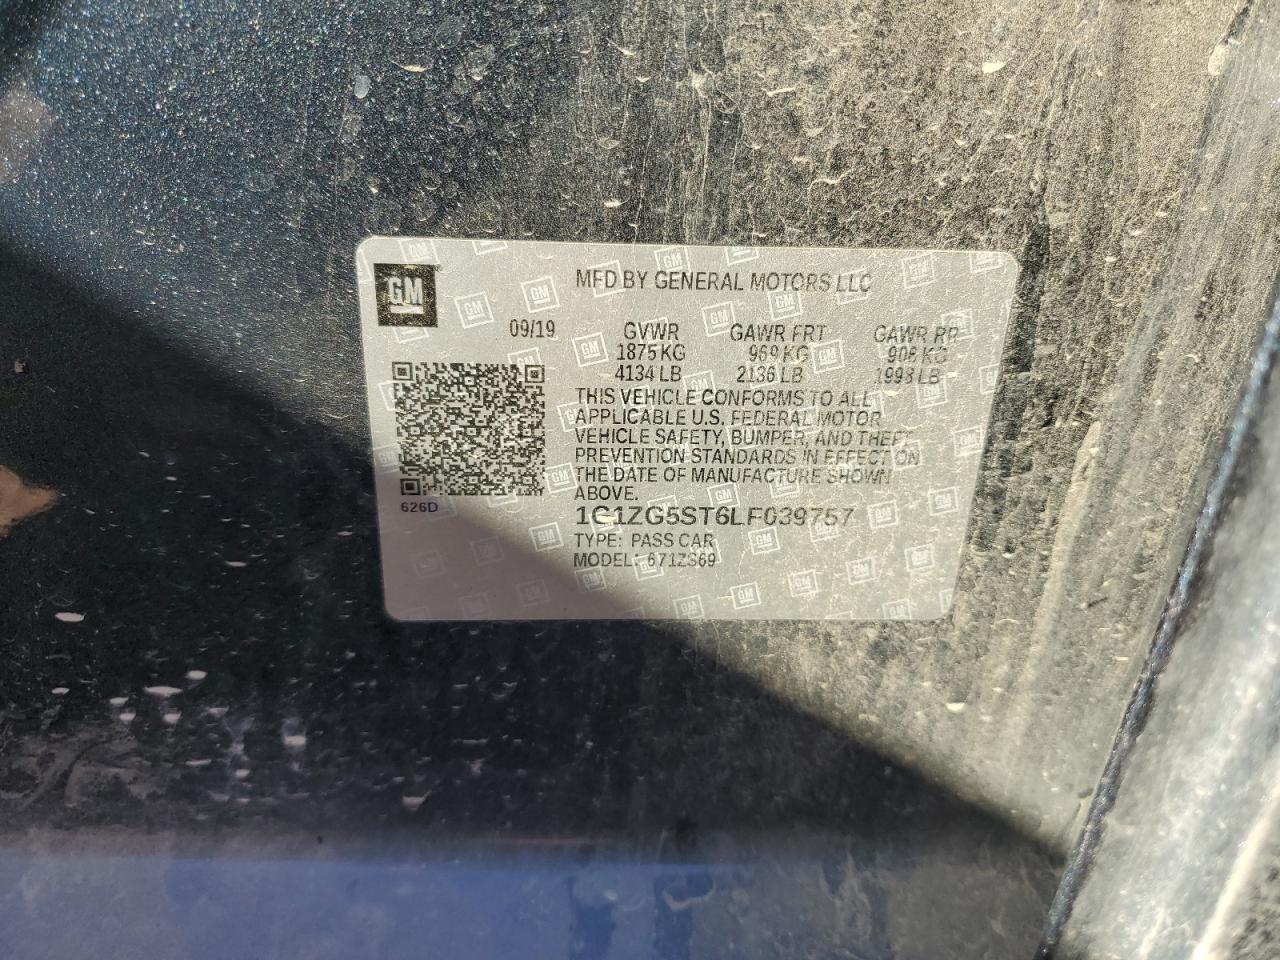 GM
MFD BY GENERAL MOTORS LLC
09/19 GVWR GAWR FRT GAWR RR
1875 KG 969 KG 906 KG
4134 LB 2136 LB 1998 LB
THIS VEHICLE CONFORMS TO ALL
APPLICABLE U.S. FEDERAL MOTOR
VEHICLE SAFETY, BUMPER, AND THEFT
PREVENTION STANDARDS IN EFFECT ON
THE DATE OF MANUFACTURE SHOWN
ABOVE.
626D
1G1ZG5ST6LF039757
TYPE: PASS CAR
MODEL: 671ZS69